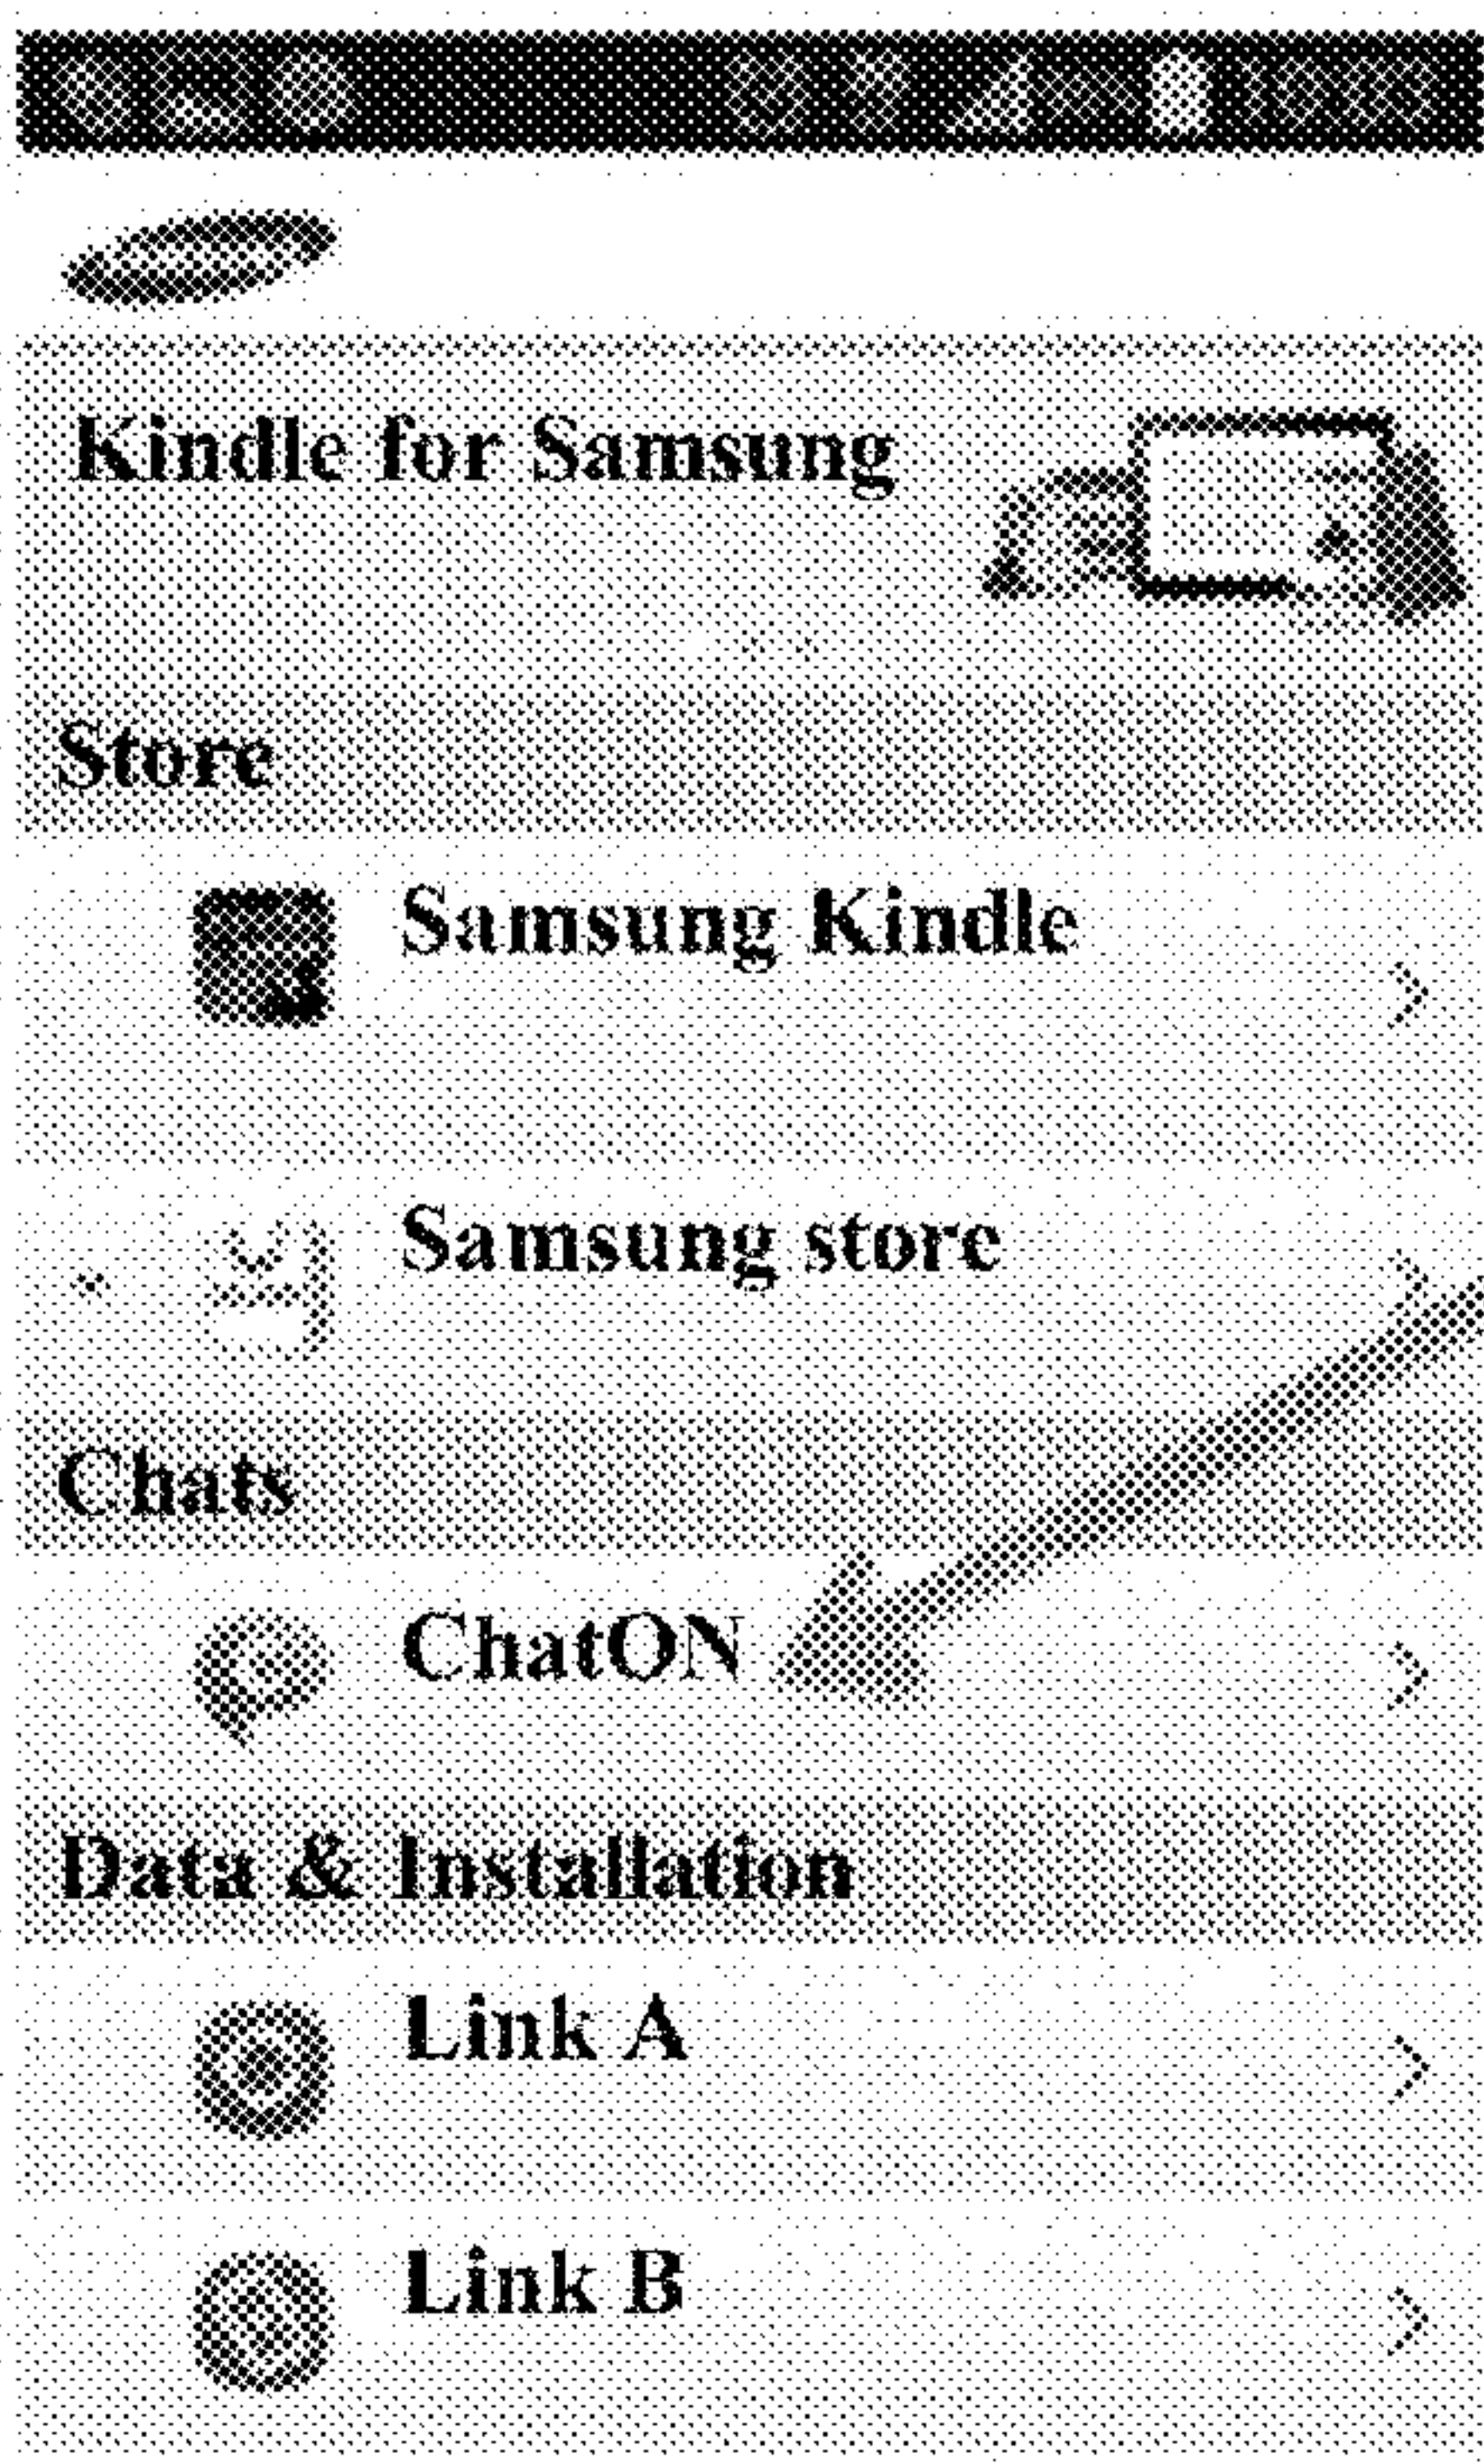 Kindle for Samsung
Store
Samsung Kindle
Samsung store
Chats
ChatON
Data & Installation
Link A
Link B